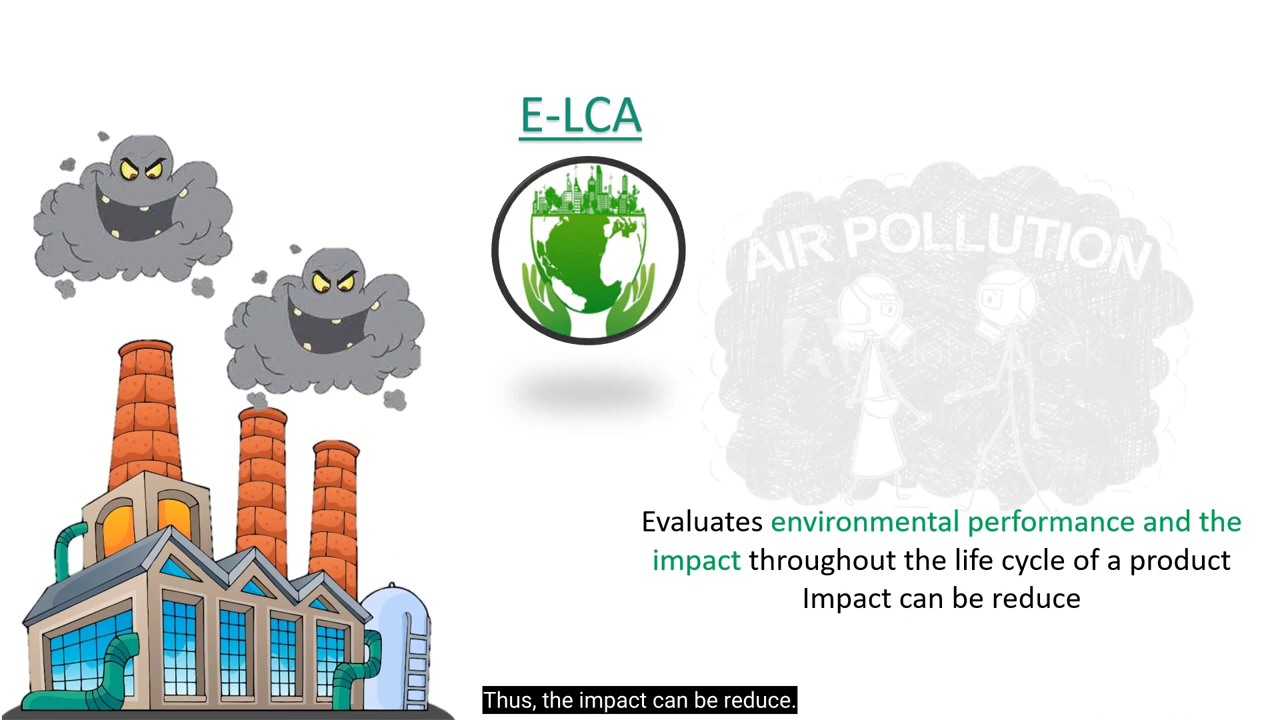 E-LCA
AIR POLLUTION
Evaluates environmental performance and the
impact throughout the life cycle of a product
Impact can be reduce
Thus, the impact can be reduce.